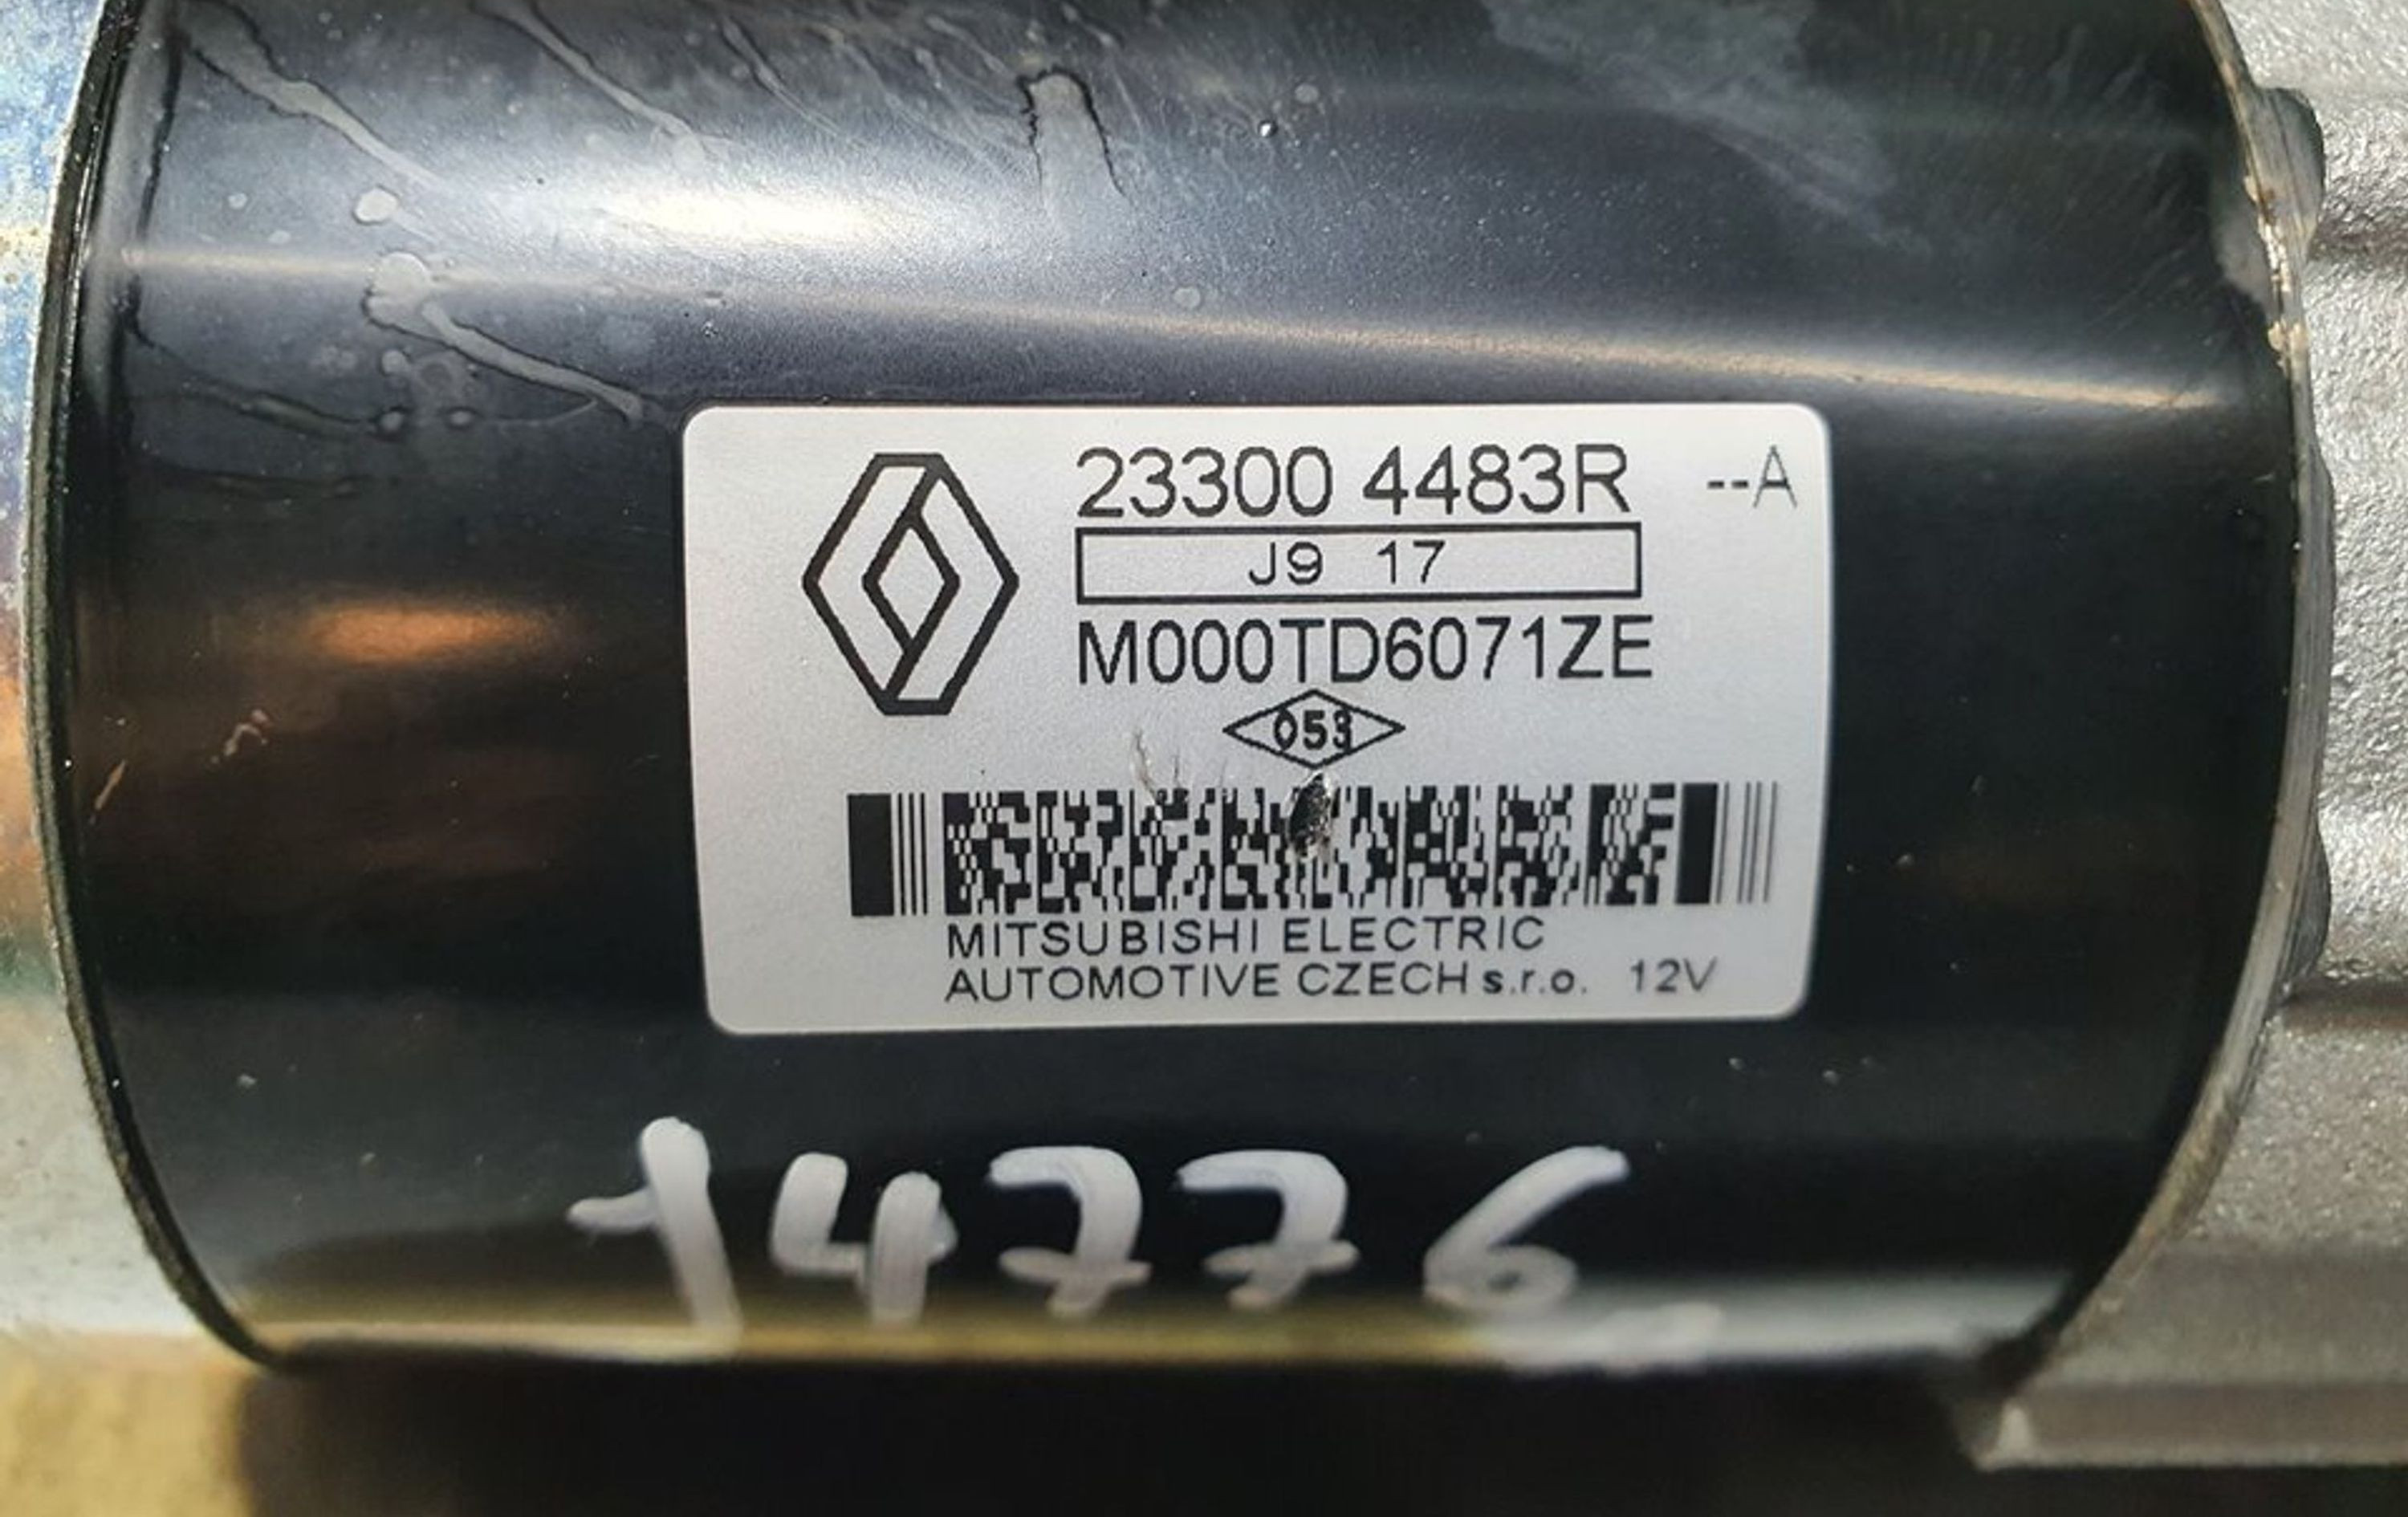 23300 4483R --A
J9 17
M000TD6071ZE
053
MITSUBISHI ELECTRIC
AUTOMOTIVE CZECH s.r.o. 12V
14776